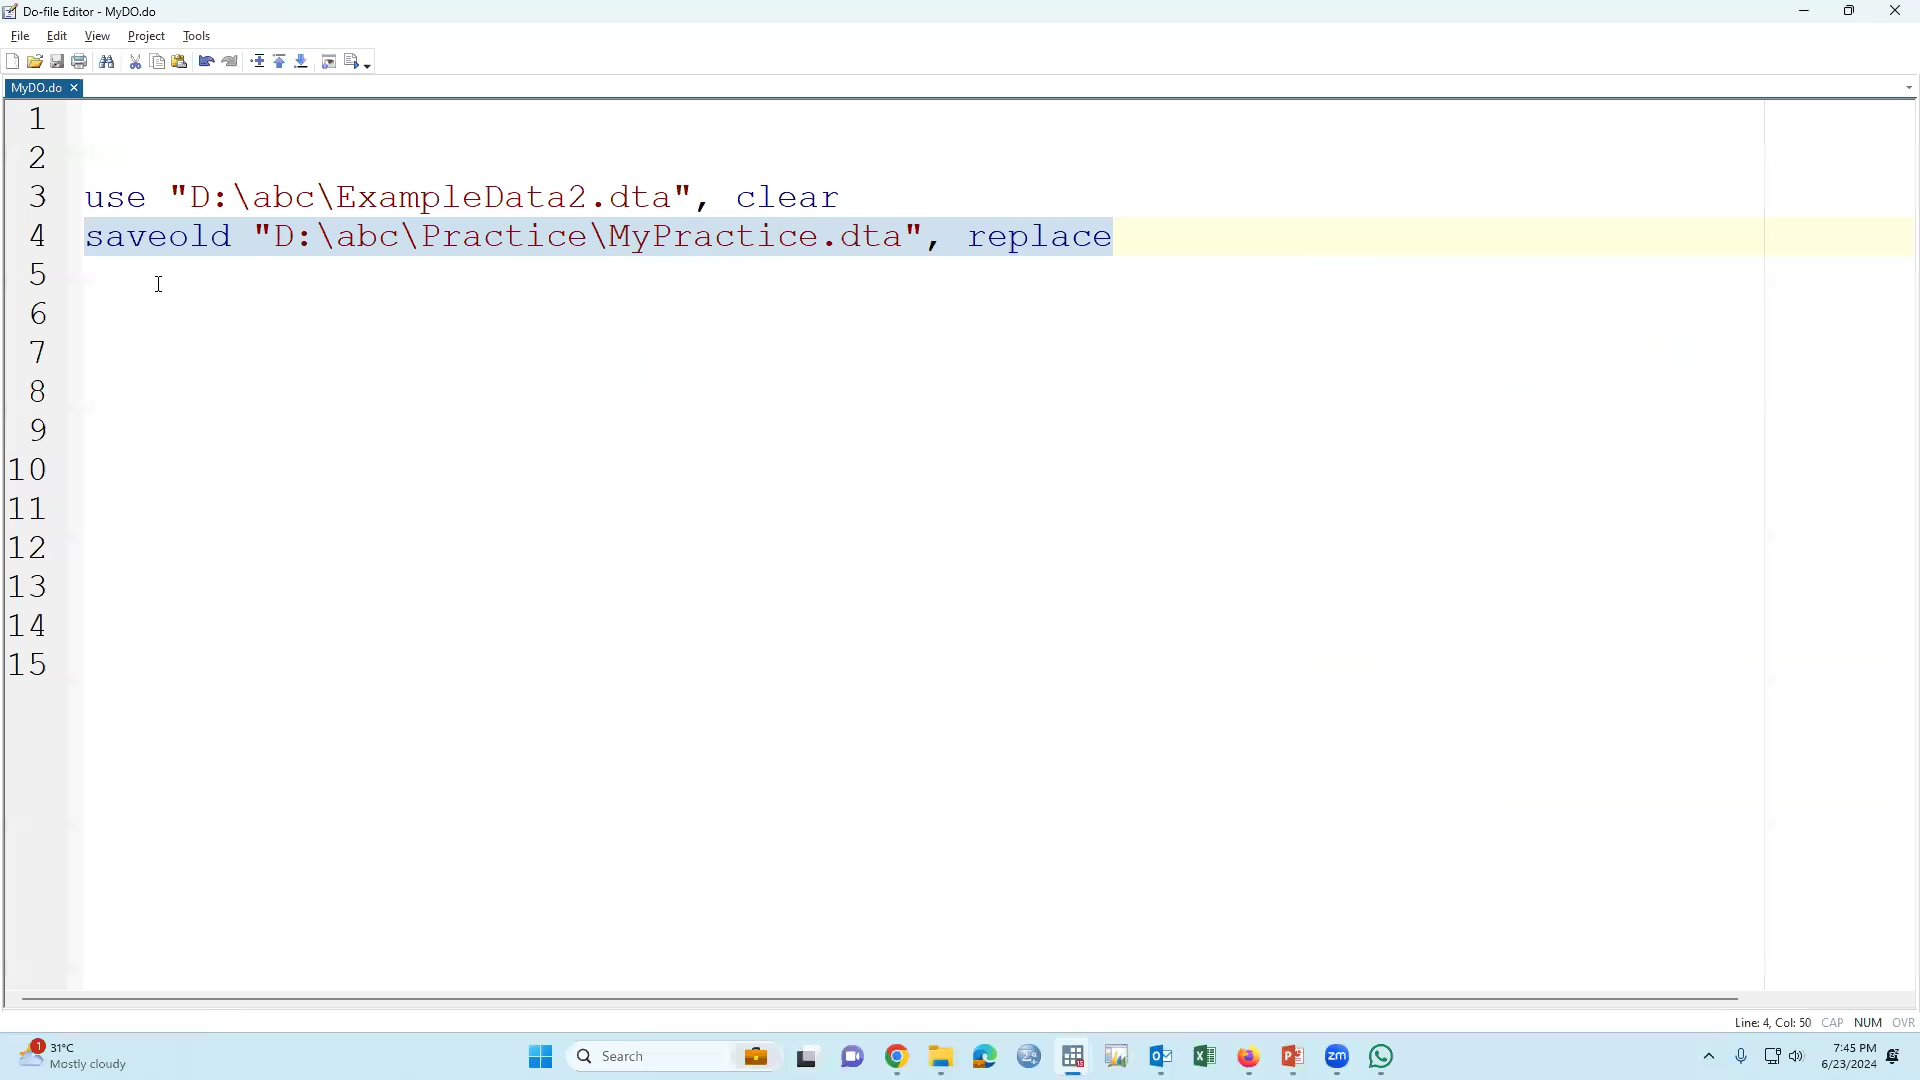 Do-file Editor - MyDO.do
File Edit View Project Tools
MyDO.do
1
2
3 use "D:\abc\ExampleData2.dta", clear
4 saveold "D:\abc\Practice\MyPractice.dta", replace
5
6
7
8
9
10
11
12
13
14
15
Line: 4, Col: 50 CAP NUM OVR
1
31°C
Mostly cloudy
Search
zm
7:45 PM
6/23/2024